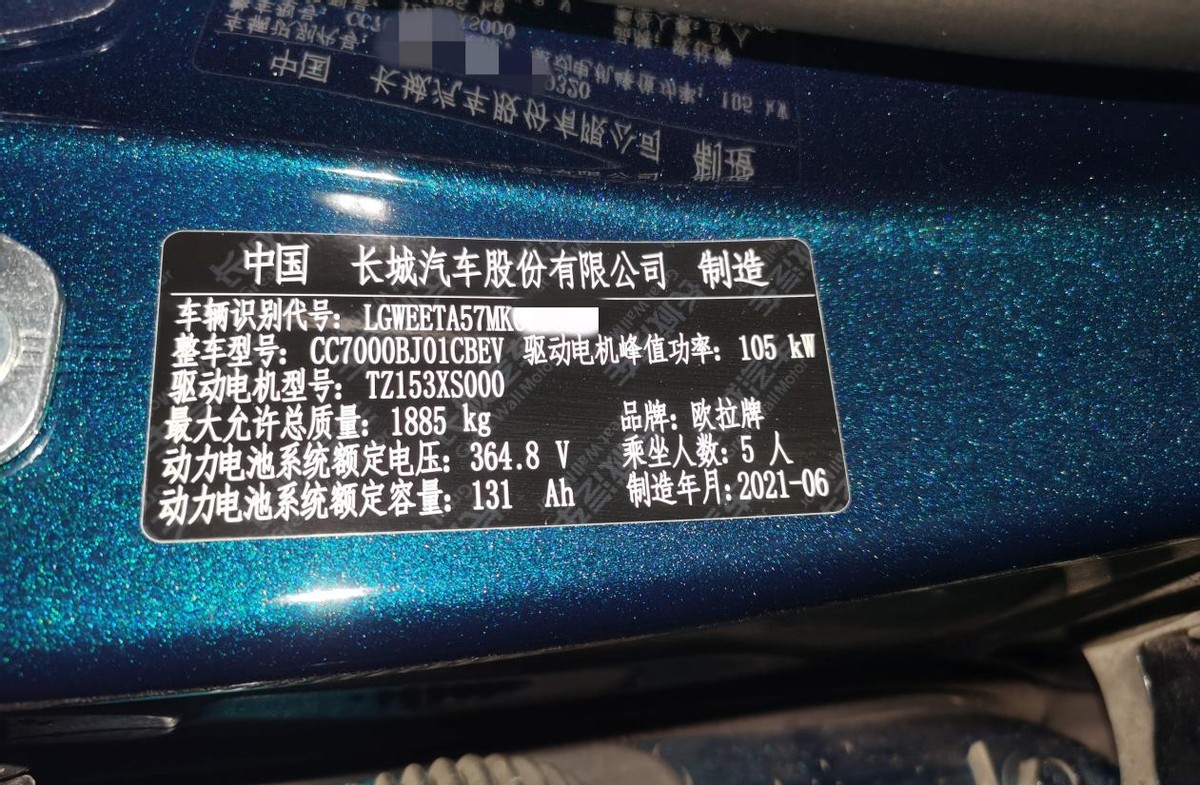 中国 长城汽车股份有限公司 制造
车辆识别代号: LGWEETA57MK
整车型号: CC7000BJ01CBEV 驱动电机峰值功率: 105 kW
驱动电机型号: TZ153XS000
最大允许总质量: 1885 kg 品牌: 欧拉牌
动力电池系统额定电压: 364.8 V 乘坐人数: 5 人
动力电池系统额定容量: 131 Ah 制造年月: 2021-06